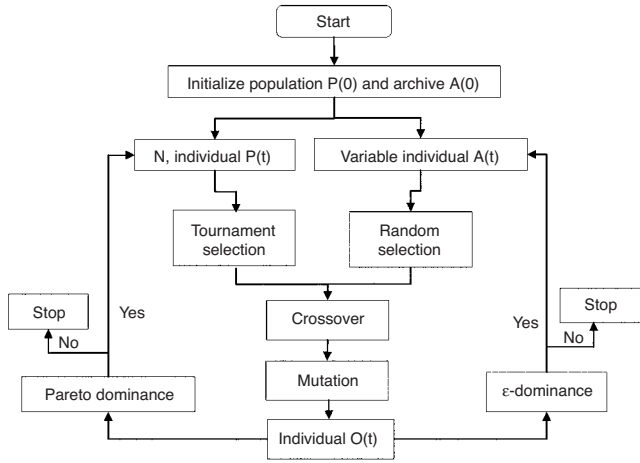 Start
Initialize population P(0) and archive A(0)
N, individual P(t)
Variable individual A(t)
Tournament
selection
Random
selection
Stop
Yes
No
Crossover
Yes
Stop
No
Mutation
Pareto dominance
ε-dominance
Individual O(t)